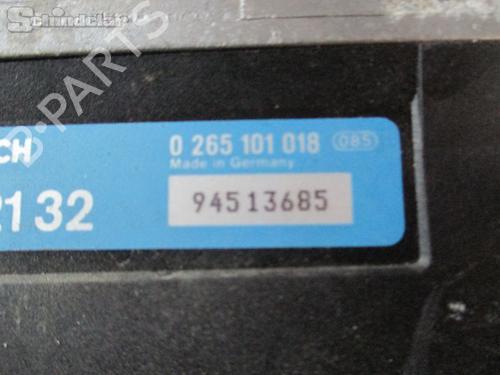 Schindelar
B-PARTS
CH
0 265 101 018 085
Made in Germany
2132
94513685